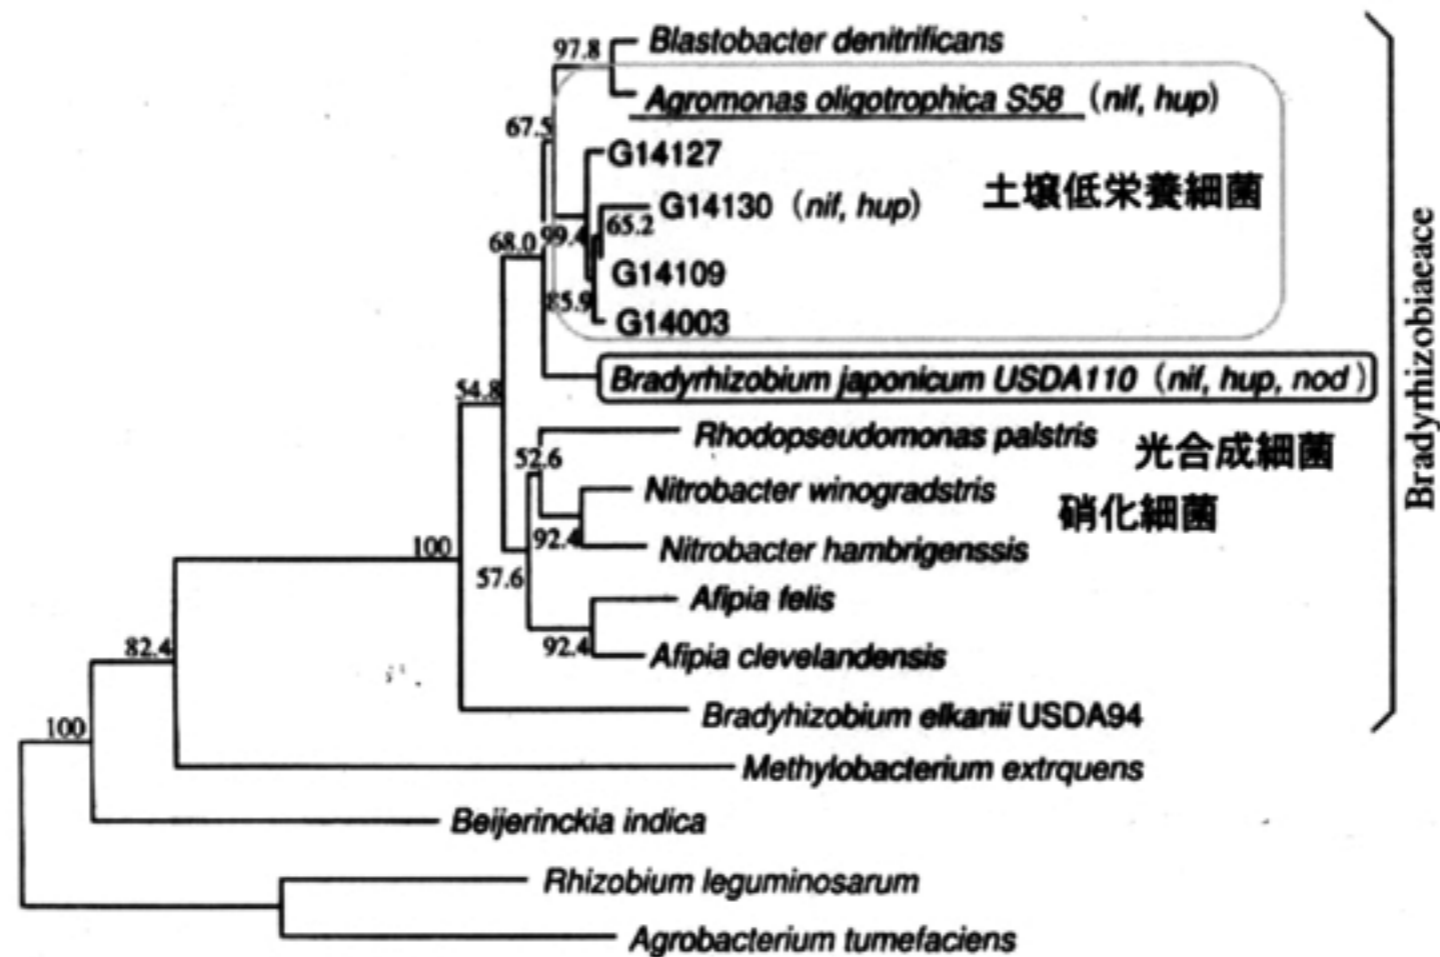 97.8
Blastobacter denitrificans
Agromonas oligotrophica S58 (nif, hup)
67.5
G14127
土壌低栄養細菌
G14130 (nif, hup)
65.2
68.0
99.4
G14109
85.9
G14003
Bradyrhizobium japonicum USDA110 (nif, hup, nod)
Bradyrhizobiaeace
54.8
Rhodopseudomonas palstris
光合成細菌
52.6
Nitrobacter winogradstris
硝化細菌
92.4
Nitrobacter hambrigenssis
100
57.6
Afipia felis
92.4
Afipia clevelandensis
82.4
Bradyhizobium elkanii USDA94
100
Methylobacterium extrquens
Beijerinckia indica
Rhizobium leguminosarum
Agrobacterium tumefaciens